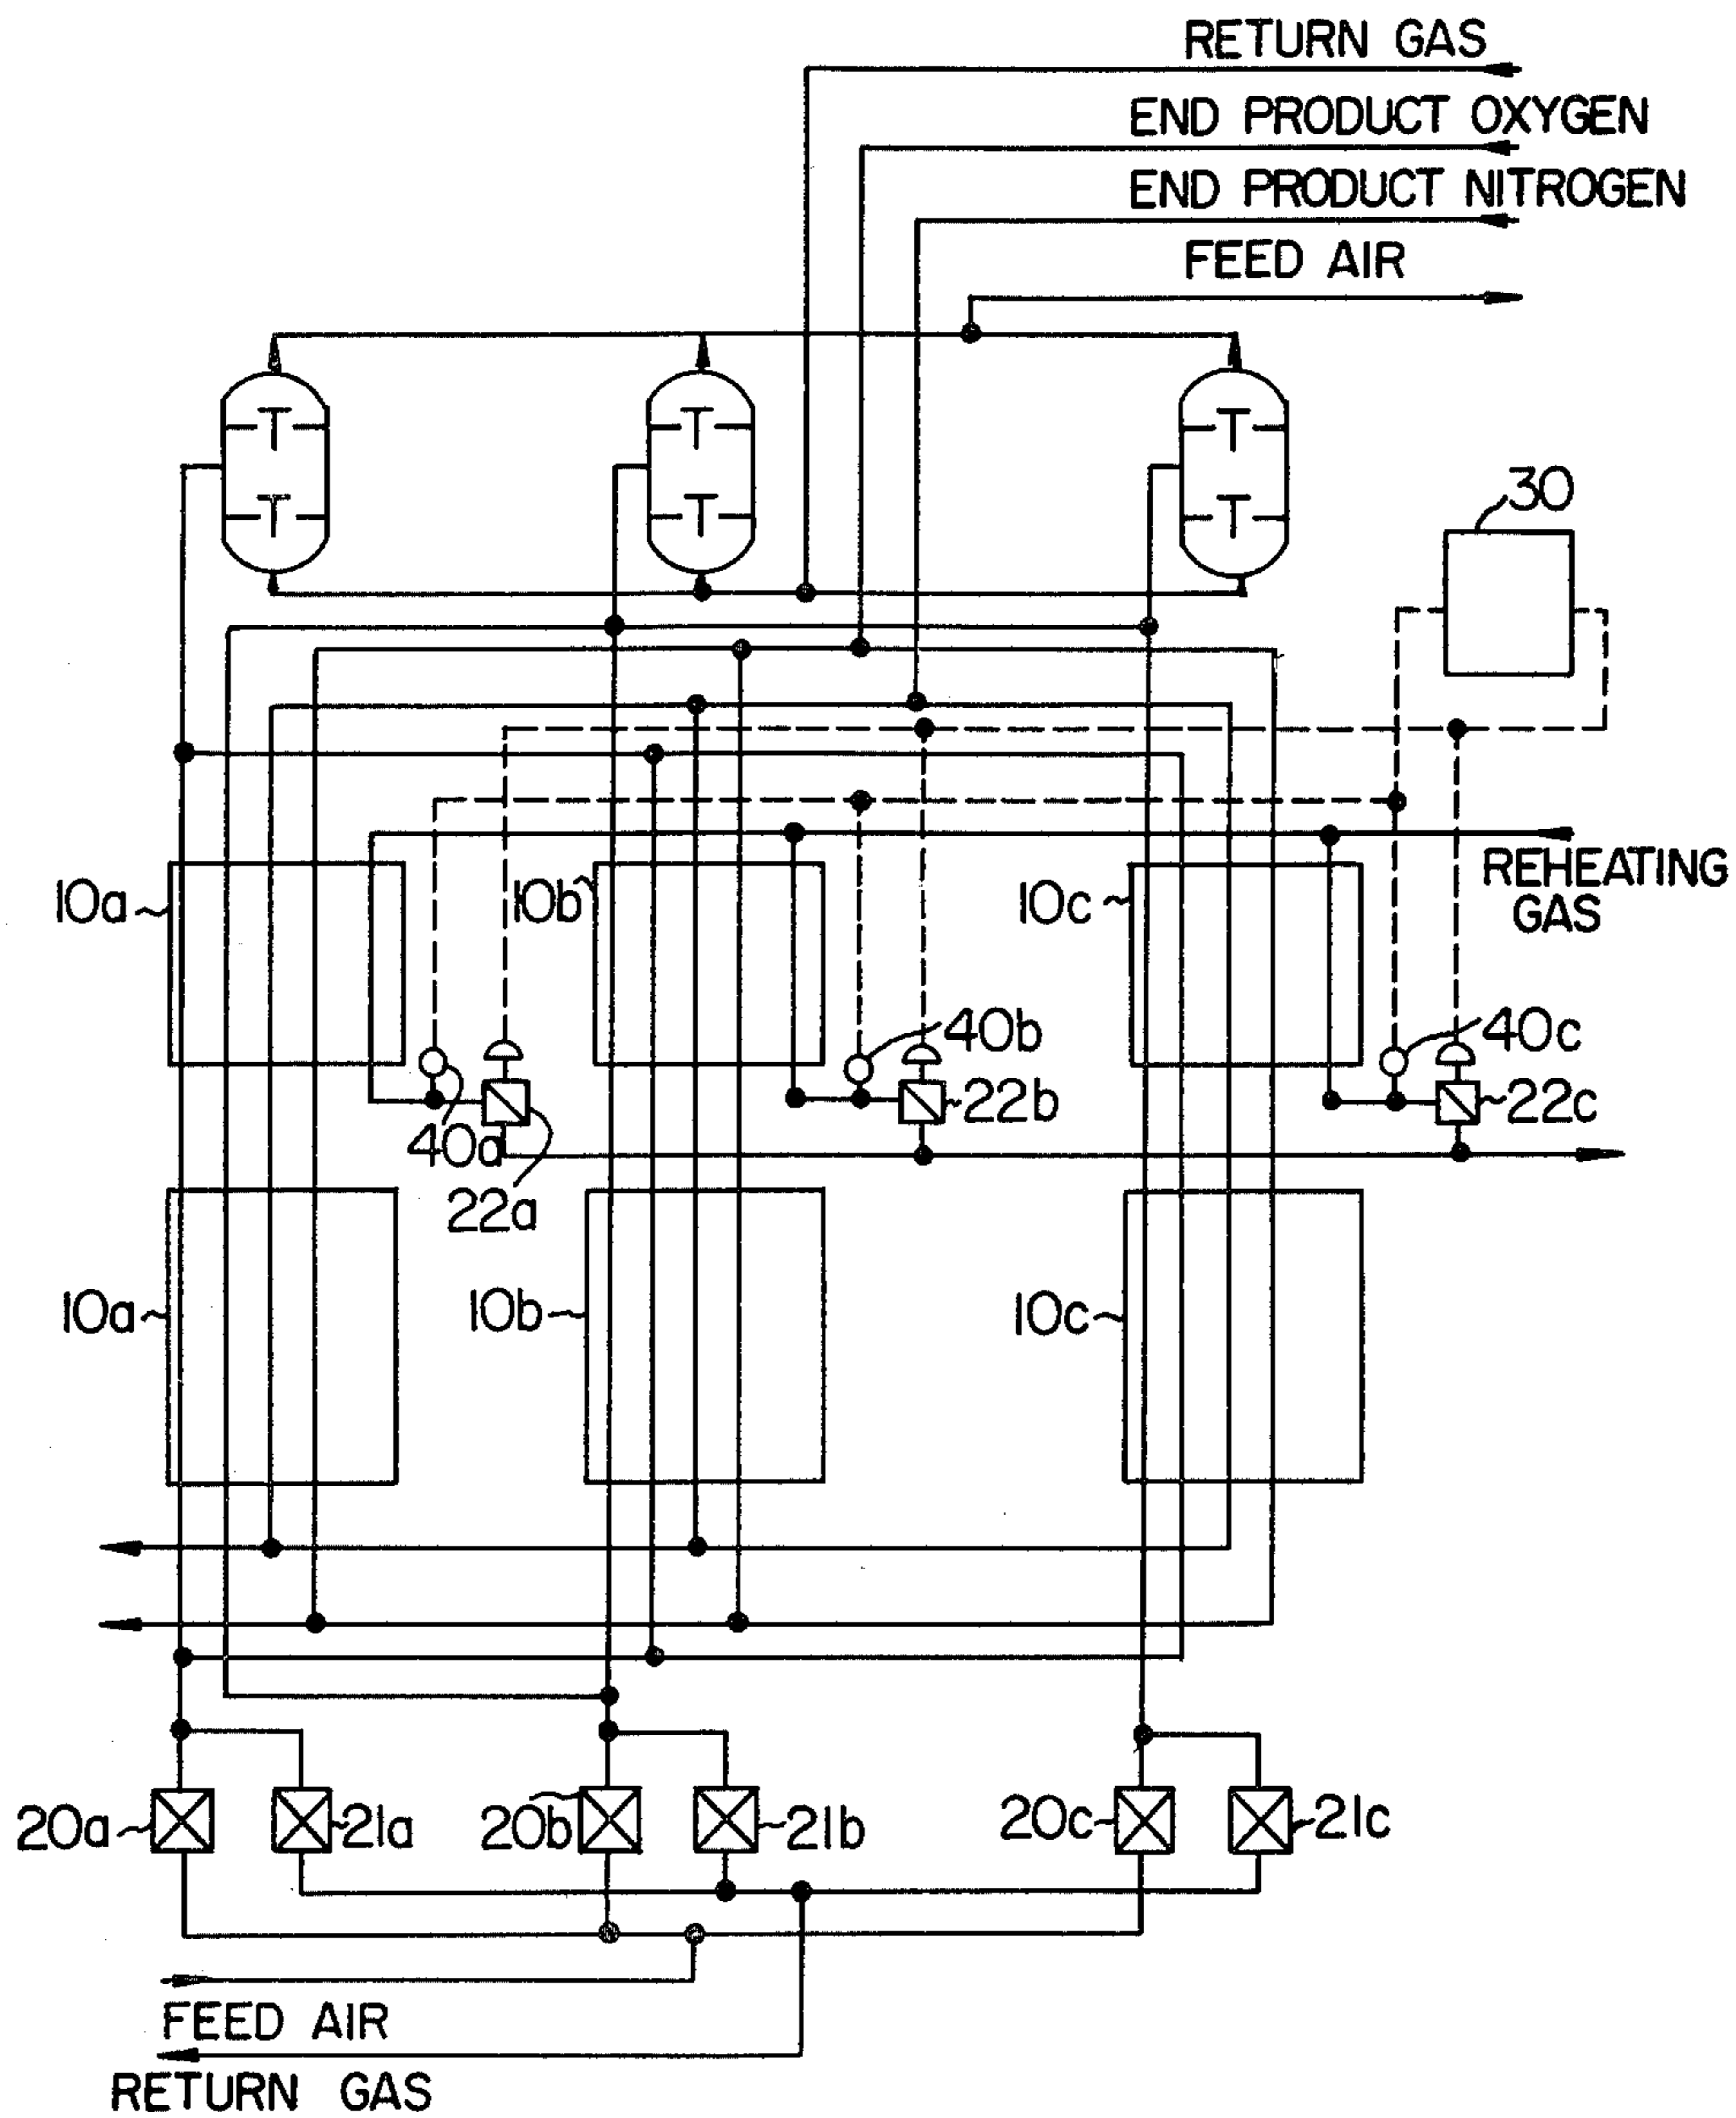 RETURN GAS
END PRODUCT OXYGEN
END PRODUCT NITROGEN
FEED AIR
30
REHEATING
GAS
10a
10b
10c
40b
40c
22b
22c
40a
22a
10a
10b
10c
20a
21a
20b
21b
20c
21c
FEED AIR
RETURN GAS